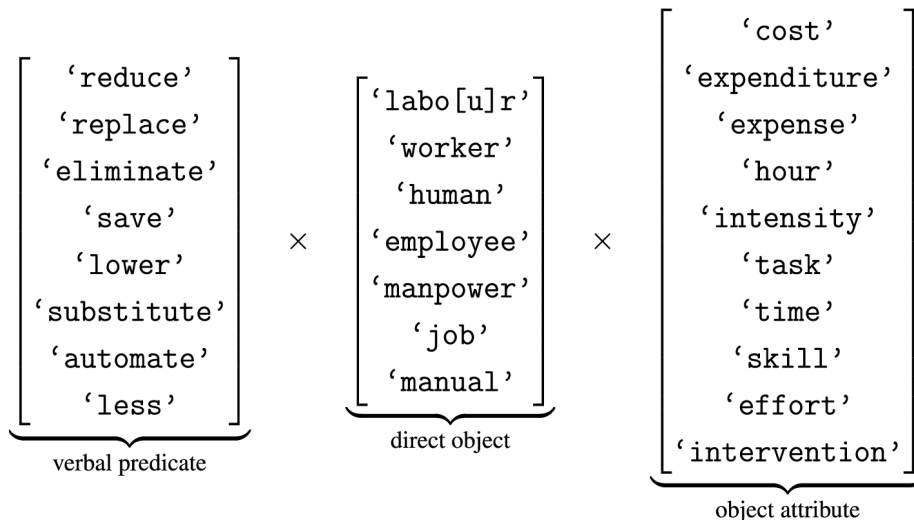 ‘reduce’
‘replace’
‘eliminate’
‘save’
‘lower’
‘substitute’
‘automate’
‘less’
verbal predicate
×
‘labo[u]r’
‘worker’
‘human’
‘employee’
‘manpower’
‘job’
‘manual’
direct object
×
‘cost’
‘expenditure’
‘expense’
‘hour’
‘intensity’
‘task’
‘time’
‘skill’
‘effort’
‘intervention’
object attribute